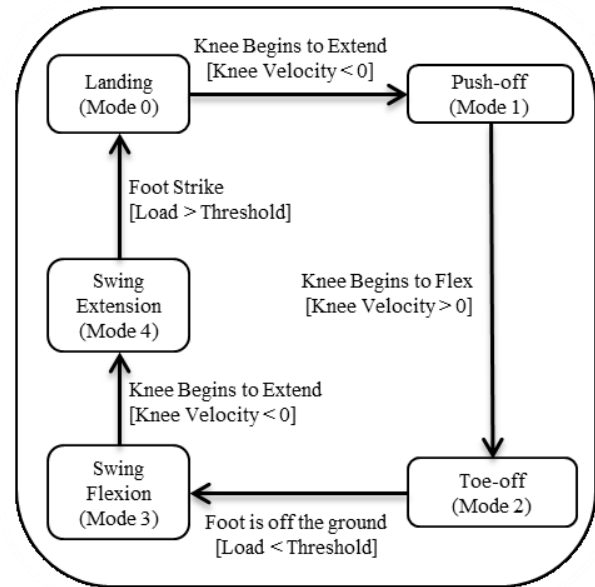 Knee Begins to Extend
[Knee Velocity < 0]
Landing
(Mode 0)
Push-off
(Mode 1)
Foot Strike
[Load > Threshold]
Knee Begins to Flex
[Knee Velocity > 0]
Swing
Extension
(Mode 4)
Knee Begins to Extend
[Knee Velocity < 0]
Swing
Flexion
(Mode 3)
Toe-off
(Mode 2)
Foot is off the ground
[Load < Threshold]